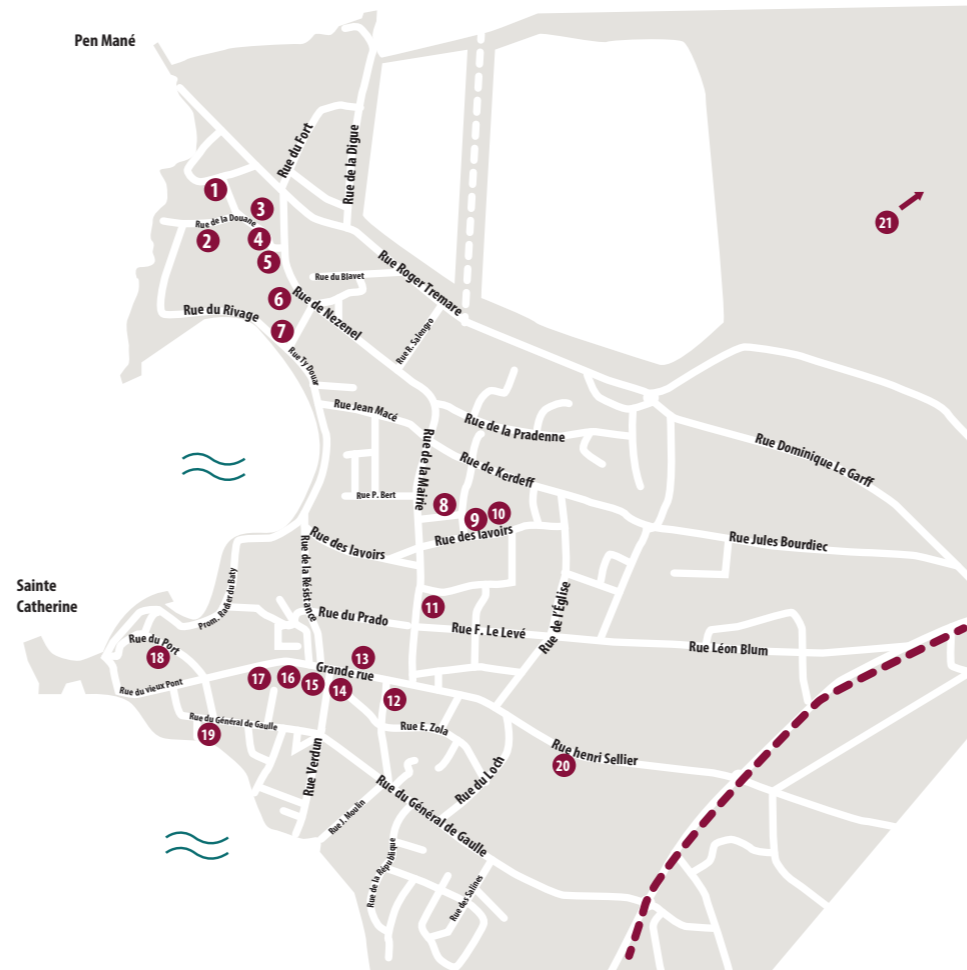 Pen Mané
Rue du Fort
Rue de la Digue
1
3
Rue de la Douane
2
4
5
21
Rue du Blavet
Rue Roger Tremare
6
Rue de Nezenel
Rue du Rivage
7
Rue R. Salengro
Rue Ty Douar
Rue Jean Macé
Rue de la Pradenne
Rue Dominique Le Garff
Rue de la Mairie
Rue de Kerdeff
Rue P. Bert
8
9
10
Rue des lavoirs
Rue des lavoirs
Rue Jules Bourdiec
Rue de la Résistance
Sainte
Catherine
Prom. Radier du Baty
11
Rue du Prado
Rue F. Le Levé
Rue de l'Église
Rue Léon Blum
Rue du Port
18
13
Grande rue
17
16
15
14
12
Rue du vieux Pont
Rue du Général de Gaulle
19
Rue E. Zola
Rue henri Sellier
20
Rue Verdun
Rue du Loch
Rue J. Moulin
Rue du Général de Gaulle
Rue de la République
Rue des Salines